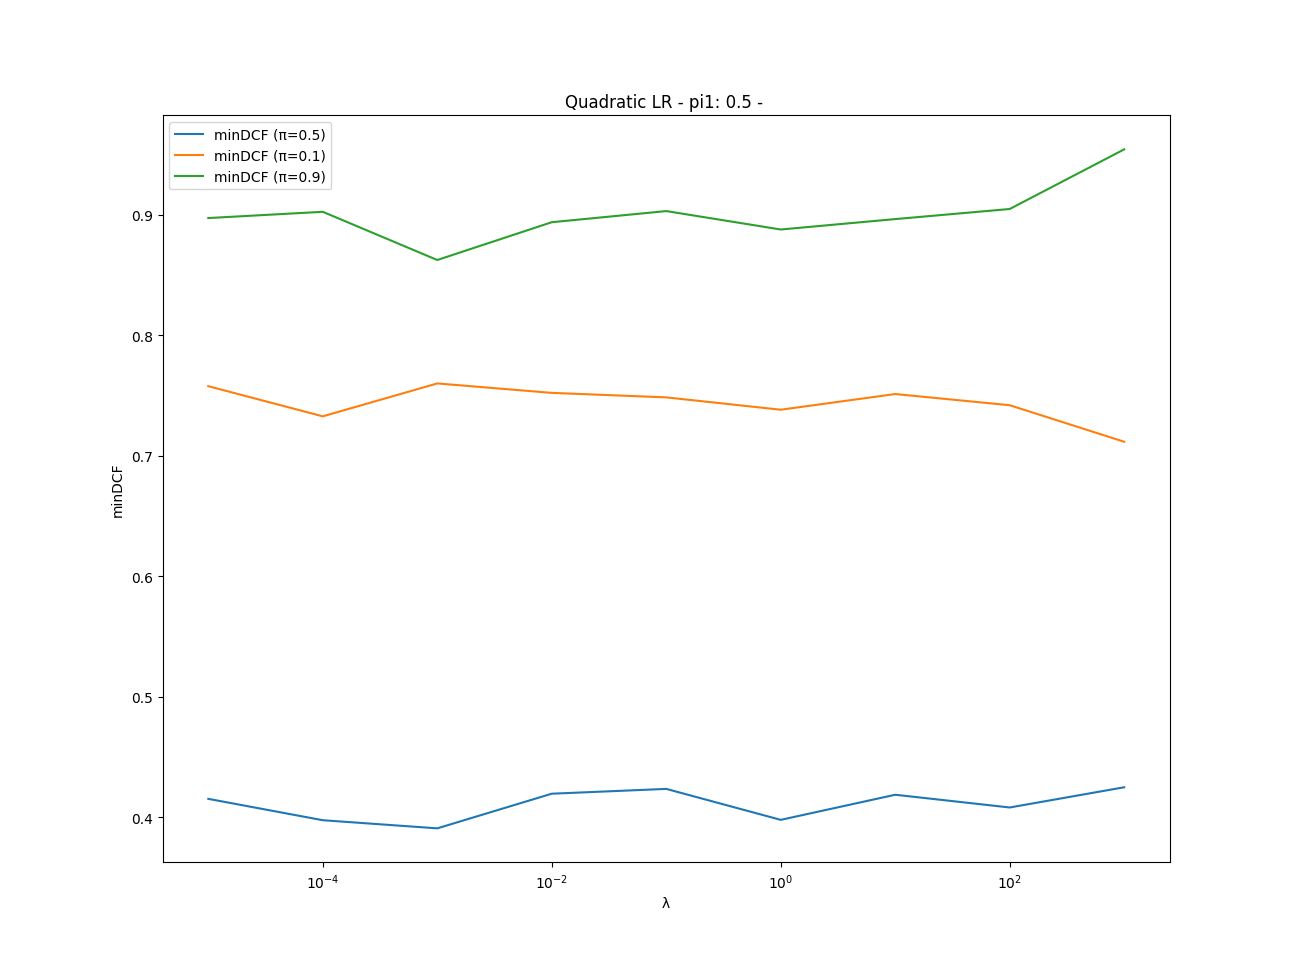 Quadratic LR - pi1: 0.5 -
minDCF (π=0.5)
minDCF (π=0.1)
minDCF (π=0.9)
0.9
0.8
0.7
0.6
0.5
0.4
minDCF
10⁻⁴
10⁻²
10⁰
10²
λ